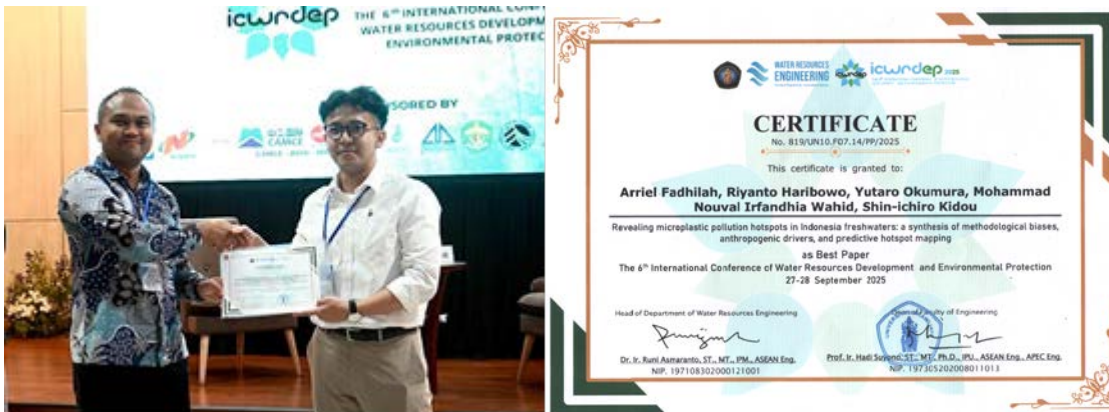 icwrdep
THE 6th INTERNATIONAL CONF
WATER RESOURCES DEVELOPM
ENVIRONMENTAL PROTEC
SORED BY
CAMCE
WATER RESOURCES
ENGINEERING
icwrdep
icwrdep 2025
CERTIFICATE
No. 819/UN10.F07.14/PP/2025
This certificate is granted to:
Arriel Fadhilah, Riyanto Haribowo, Yutaro Okumura, Mohammad
Nouval Irfandhia Wahid, Shin-ichiro Kidou
Revealing microplastic pollution hotspots in Indonesia freshwaters: a synthesis of methodological biases,
anthropogenic drivers, and predictive hotspot mapping
as Best Paper
The 6th International Conference of Water Resources Development and Environmental Protection
27-28 September 2025
Head of Department of Water Resources Engineering
Faculty of Engineering
Dr. Ir. Runi Asmaranto, ST., MT., IPM., ASEAN Eng.
Prof. Ir. Hadi Suyono, ST., MT., Ph.D., IPU., ASEAN Eng., APEC Eng.
NIP. 197108302000121001
NIP. 197305202008011013